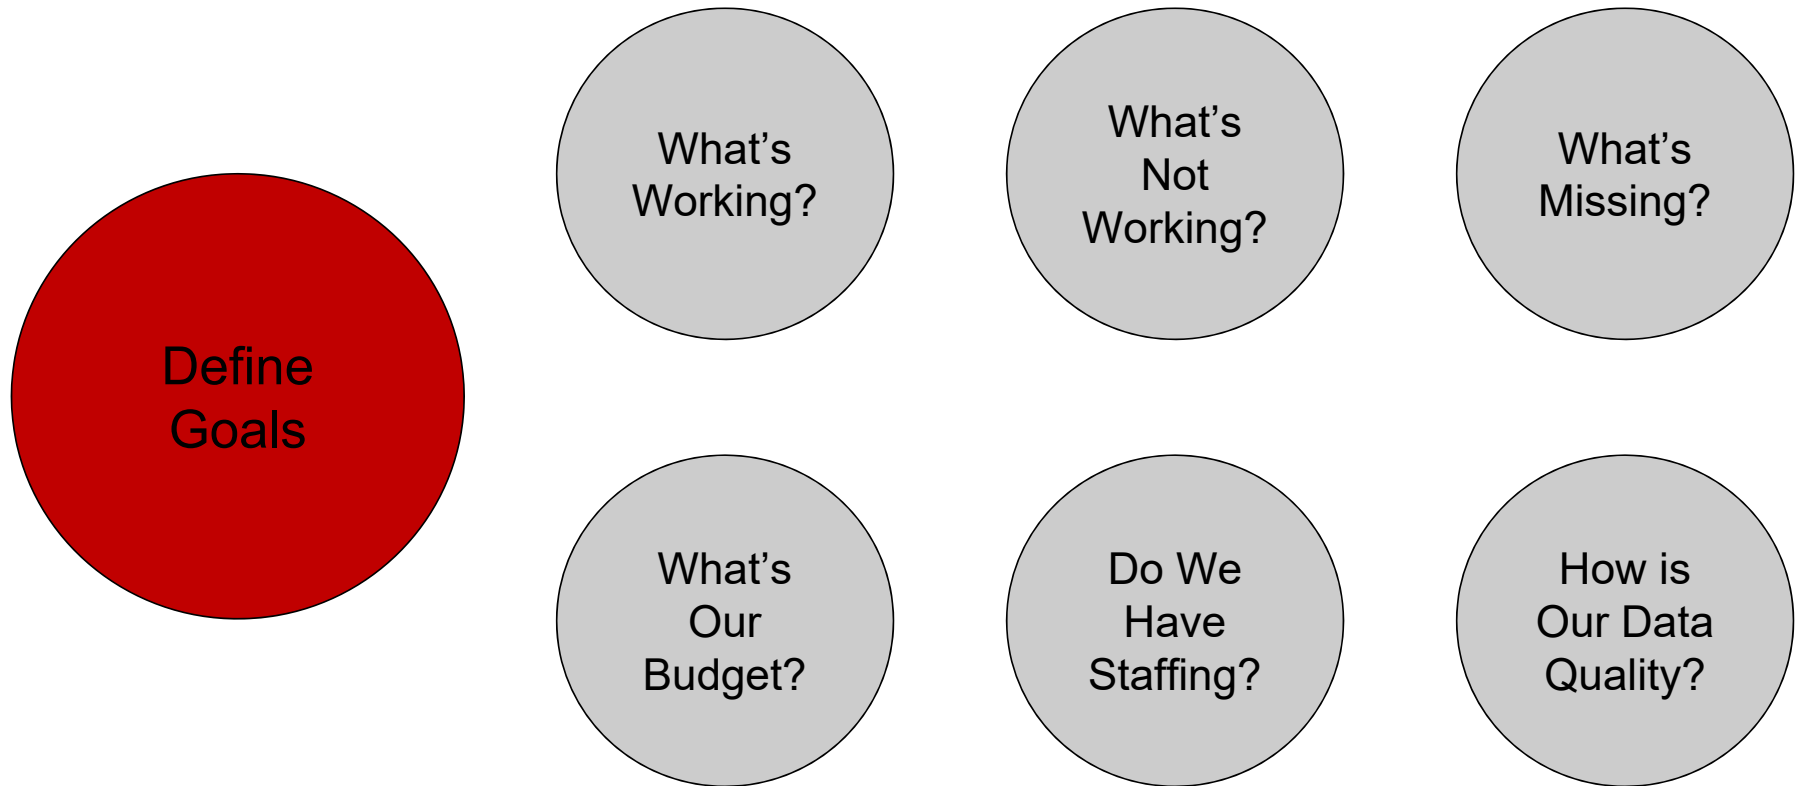 Define
Goals
What’s
Working?
What’s
Not
Working?
What’s
Missing?
What’s
Our
Budget?
Do We
Have
Staffing?
How is
Our Data
Quality?